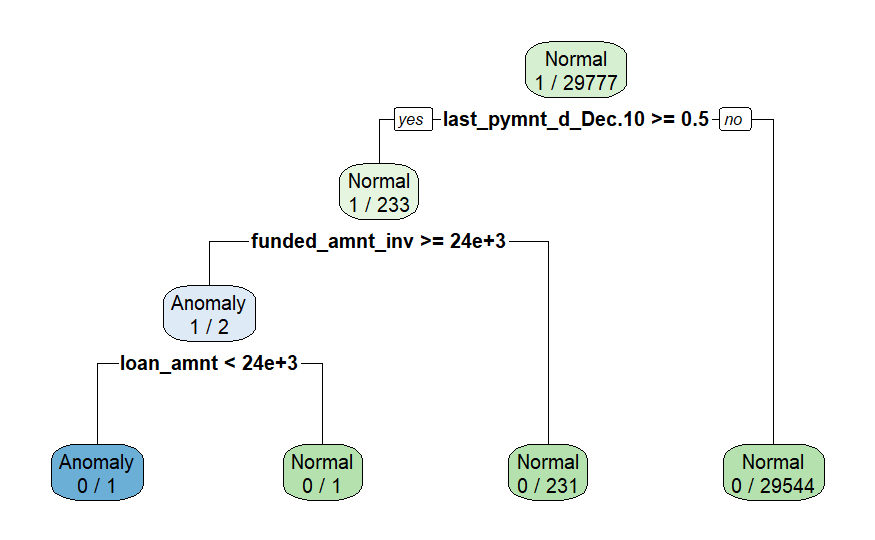 Normal
1 / 29777
yes
last_pymnt_d_Dec.10 >= 0.5
no
Normal
1 / 233
funded_amnt_inv >= 24e+3
Anomaly
1 / 2
loan_amnt < 24e+3
Anomaly
0 / 1
Normal
0 / 1
Normal
0 / 231
Normal
0 / 29544